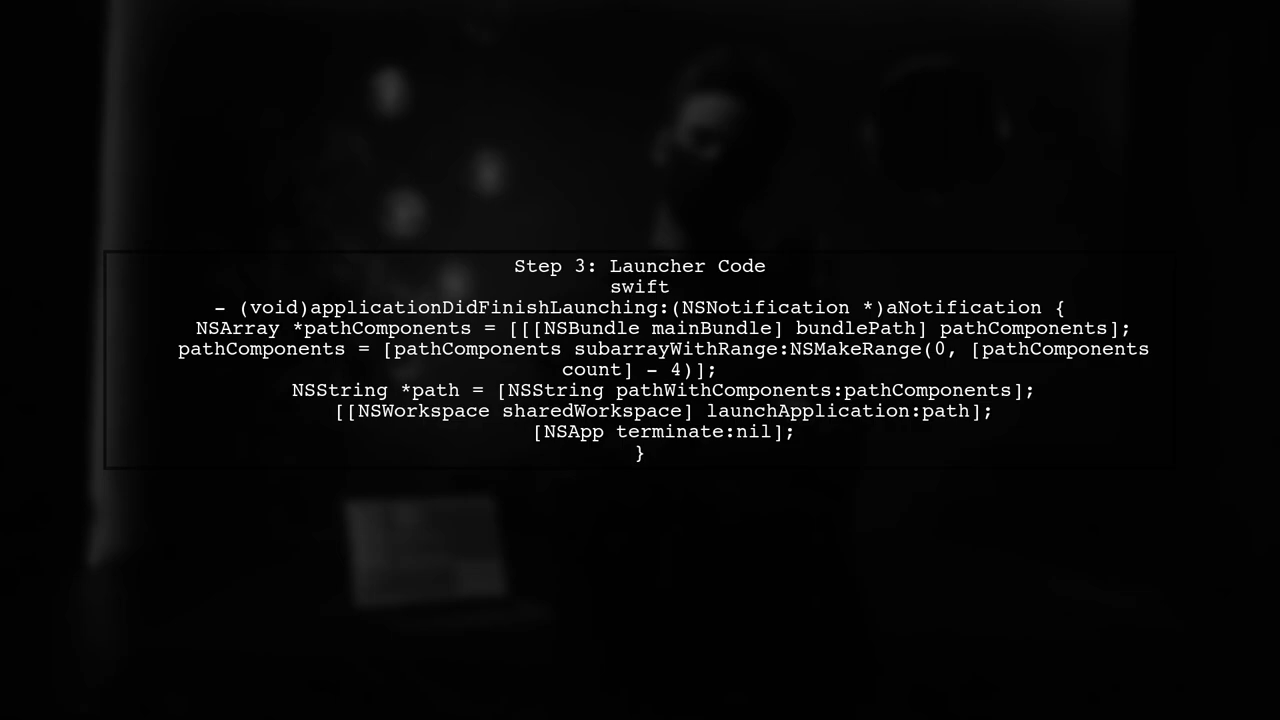 Step 3: Launcher Code
swift
- (void)applicationDidFinishLaunching:(NSNotification *)aNotification {
NSArray *pathComponents = [[[NSBundle mainBundle] bundlePath] pathComponents];
pathComponents = [pathComponents subarrayWithRange:NSMakeRange(0, [pathComponents
count] - 4)];
NSString *path = [NSString pathWithComponents:pathComponents];
[[NSWorkspace sharedWorkspace] launchApplication:path];
[NSApp terminate:nil];
}